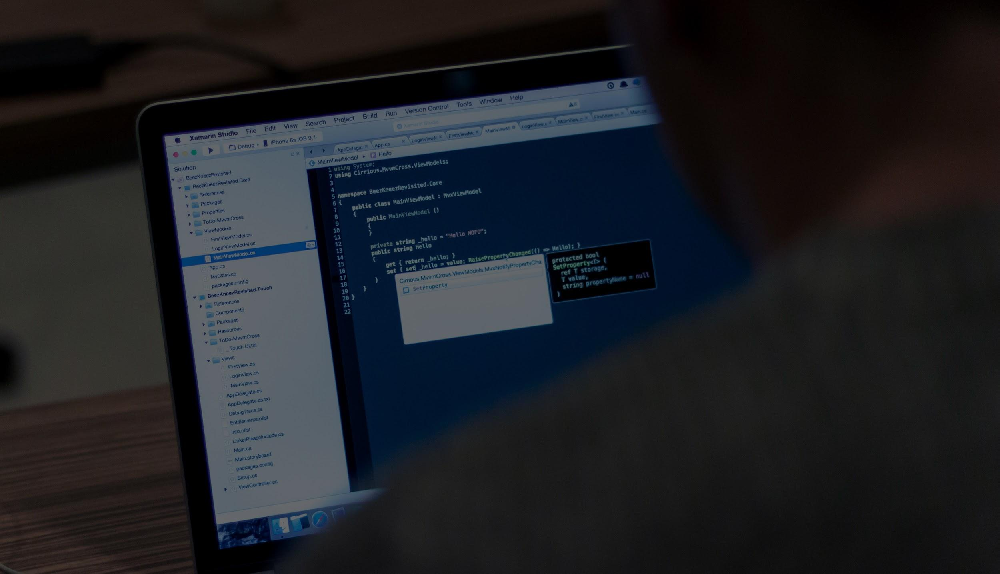 Xamarin Studio File Edit View Search Project Build Run Version Control Tools Window Help
Debug iPhone 6s iOS 9.1
Xamarin Studio
6
AppDelegat App.cs LoginViewM FirstViewMo MainViewM LoginView.c MainView.c FirstView.cs Main.cs
MainViewModel Hello
Solution
BeezKneezRevisited
BeezKneezRevisited.Core
References
Packages
Properties
ToDo-MvvmCross
ViewModels
FirstViewModel.cs
LoginViewModel.cs
MainViewModel.cs
App.cs
MyClass.cs
packages.config
BeezKneezRevisited.Touch
References
Components
Packages
Resources
ToDo-MvvmCross
_Touch UI.txt
Views
FirstView.cs
LoginView.cs
MainView.cs
AppDelegate.cs
AppDelegate.cs.txt
DebugTrace.cs
Entitlements.plist
Info.plist
LinkerPleaseInclude.cs
Main.cs
Main.storyboard
packages.config
Setup.cs
ViewController.cs
1 using System;
2 using Cirrious.MvvmCross.ViewModels;
3
4
5 namespace BeezKneezRevisited.Core
6 {
7 public class MainViewModel : MvxViewModel
8 {
9 public MainViewModel ()
10 {
11 }
12
13 private string _hello = "Hello MOFO";
14 public string Hello
15 {
16 get { return _hello; }
17 set { set _hello = value; RaisePropertyChanged(() => Hello); }
18 }
19 }
20 }
21
22
Cirrious.MvvmCross.ViewModels.MvxNotifyPropertyCha
SetProperty
protected bool
SetProperty<T> (
ref T storage,
T value,
string propertyName = null
)